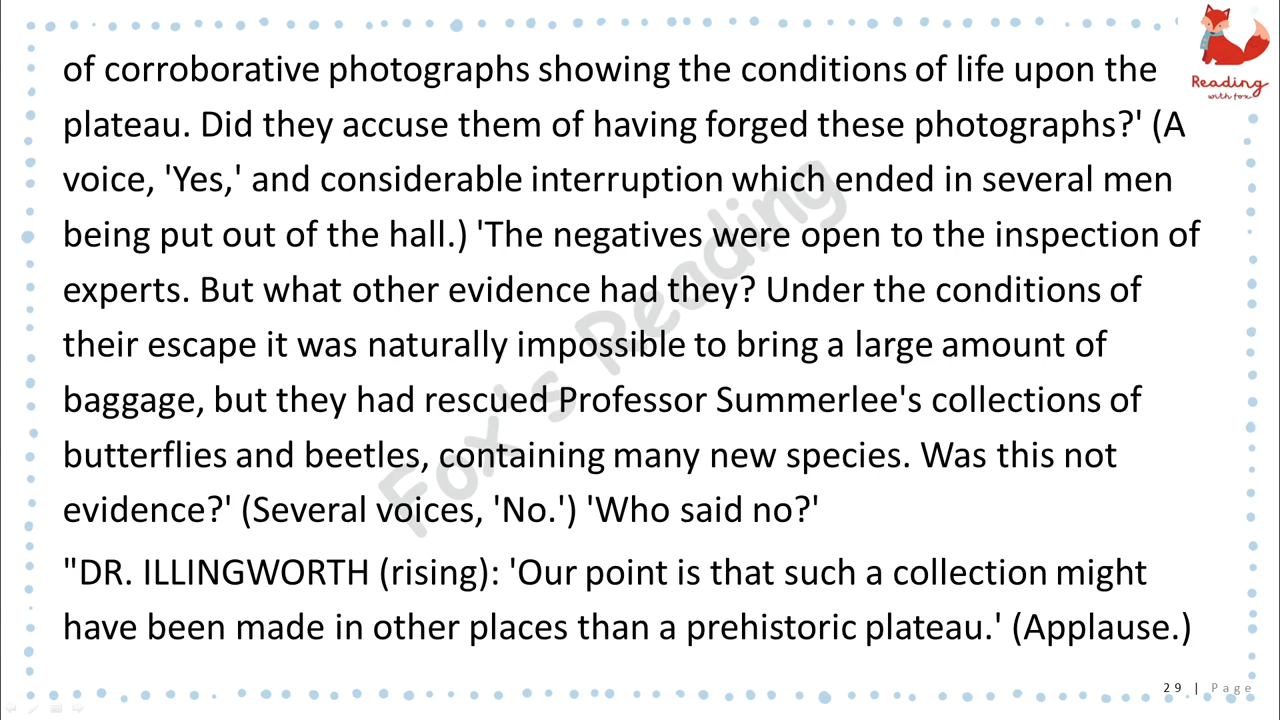 of corroborative photographs showing the conditions of life upon the
plateau. Did they accuse them of having forged these photographs?' (A
voice, 'Yes,' and considerable interruption which ended in several men
being put out of the hall.) 'The negatives were open to the inspection of
experts. But what other evidence had they? Under the conditions of
their escape it was naturally impossible to bring a large amount of
baggage, but they had rescued Professor Summerlee's collections of
butterflies and beetles, containing many new species. Was this not
evidence?' (Several voices, 'No.') 'Who said no?'
"DR. ILLINGWORTH (rising): 'Our point is that such a collection might
have been made in other places than a prehistoric plateau.' (Applause.)
Reading
with fox
Fox's Reading
29 | Page